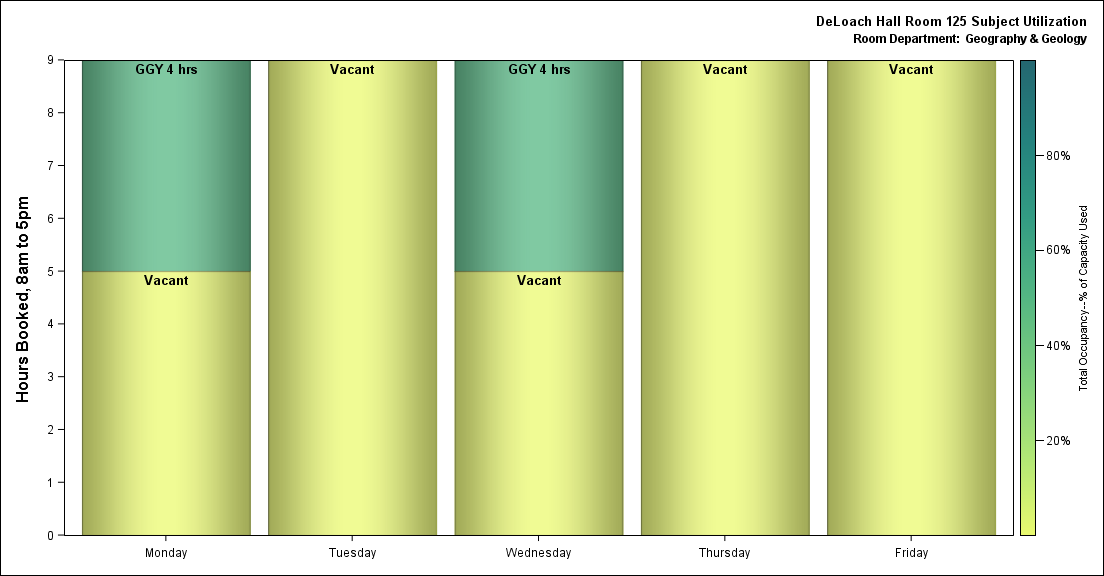 DeLoach Hall Room 125 Subject Utilization
Room Department: Geography & Geology
Hours Booked, 8am to 5pm
9
8
7
6
5
4
3
2
1
0
GGY 4 hrs
Vacant
Vacant
GGY 4 hrs
Vacant
Vacant
Vacant
Monday
Tuesday
Wednesday
Thursday
Friday
80%
60%
40%
20%
Total Occupancy--% of Capacity Used